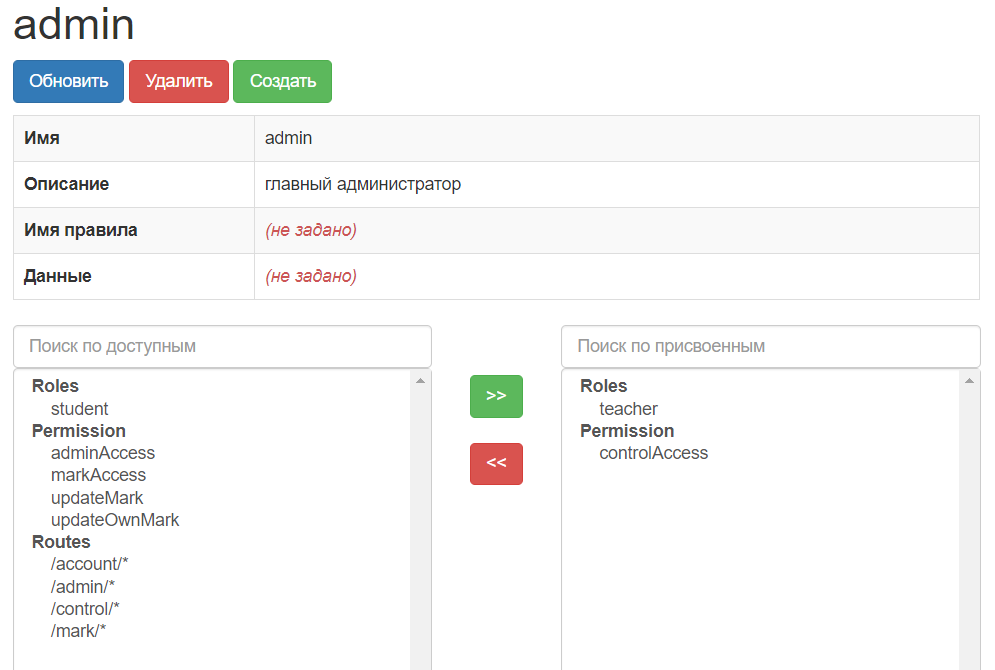 admin
Обновить Удалить Создать
Имя admin
Описание главный администратор
Имя правила (не задано)
Данные (не задано)
Поиск по доступным
Roles
student
Permission
adminAccess
markAccess
updateMark
updateOwnMark
Routes
/account/*
/admin/*
/control/*
/mark/*
>>
<<
Поиск по присвоенным
Roles
teacher
Permission
controlAccess